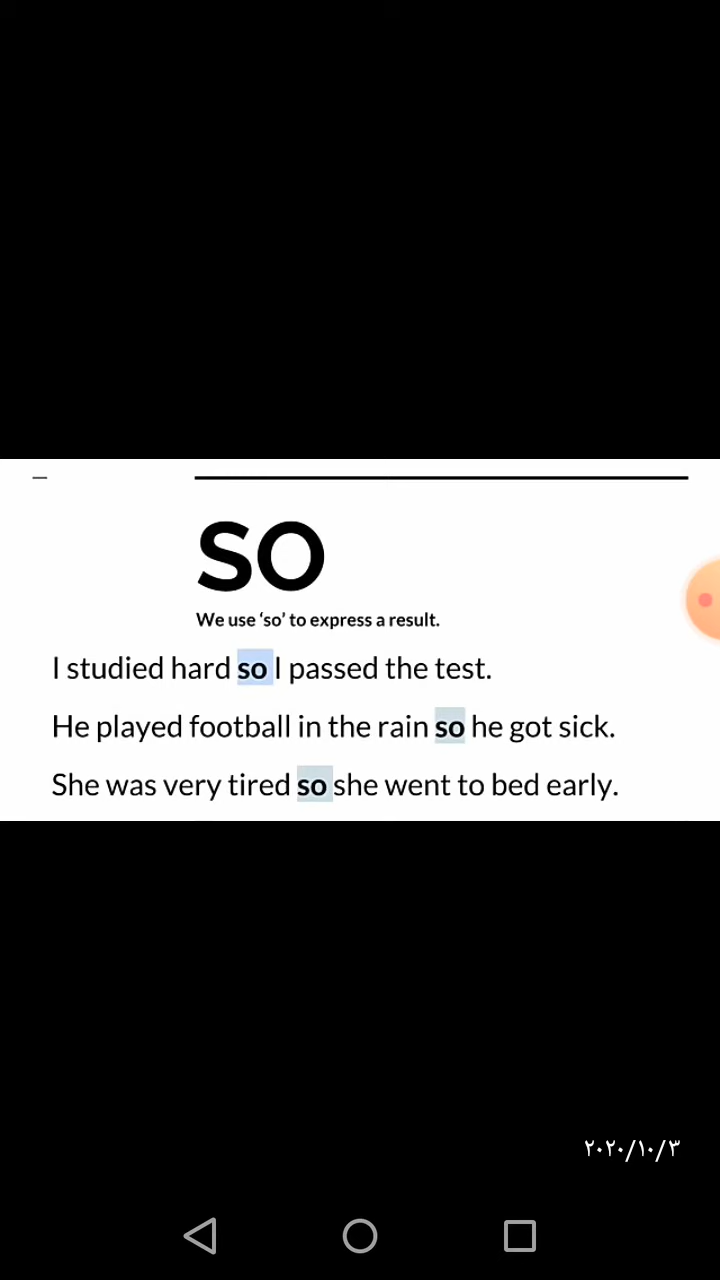 SO
We use ‘so’ to express a result.
I studied hard so I passed the test.
He played football in the rain so he got sick.
She was very tired so she went to bed early.
٢٠٢٠/١٠/٣